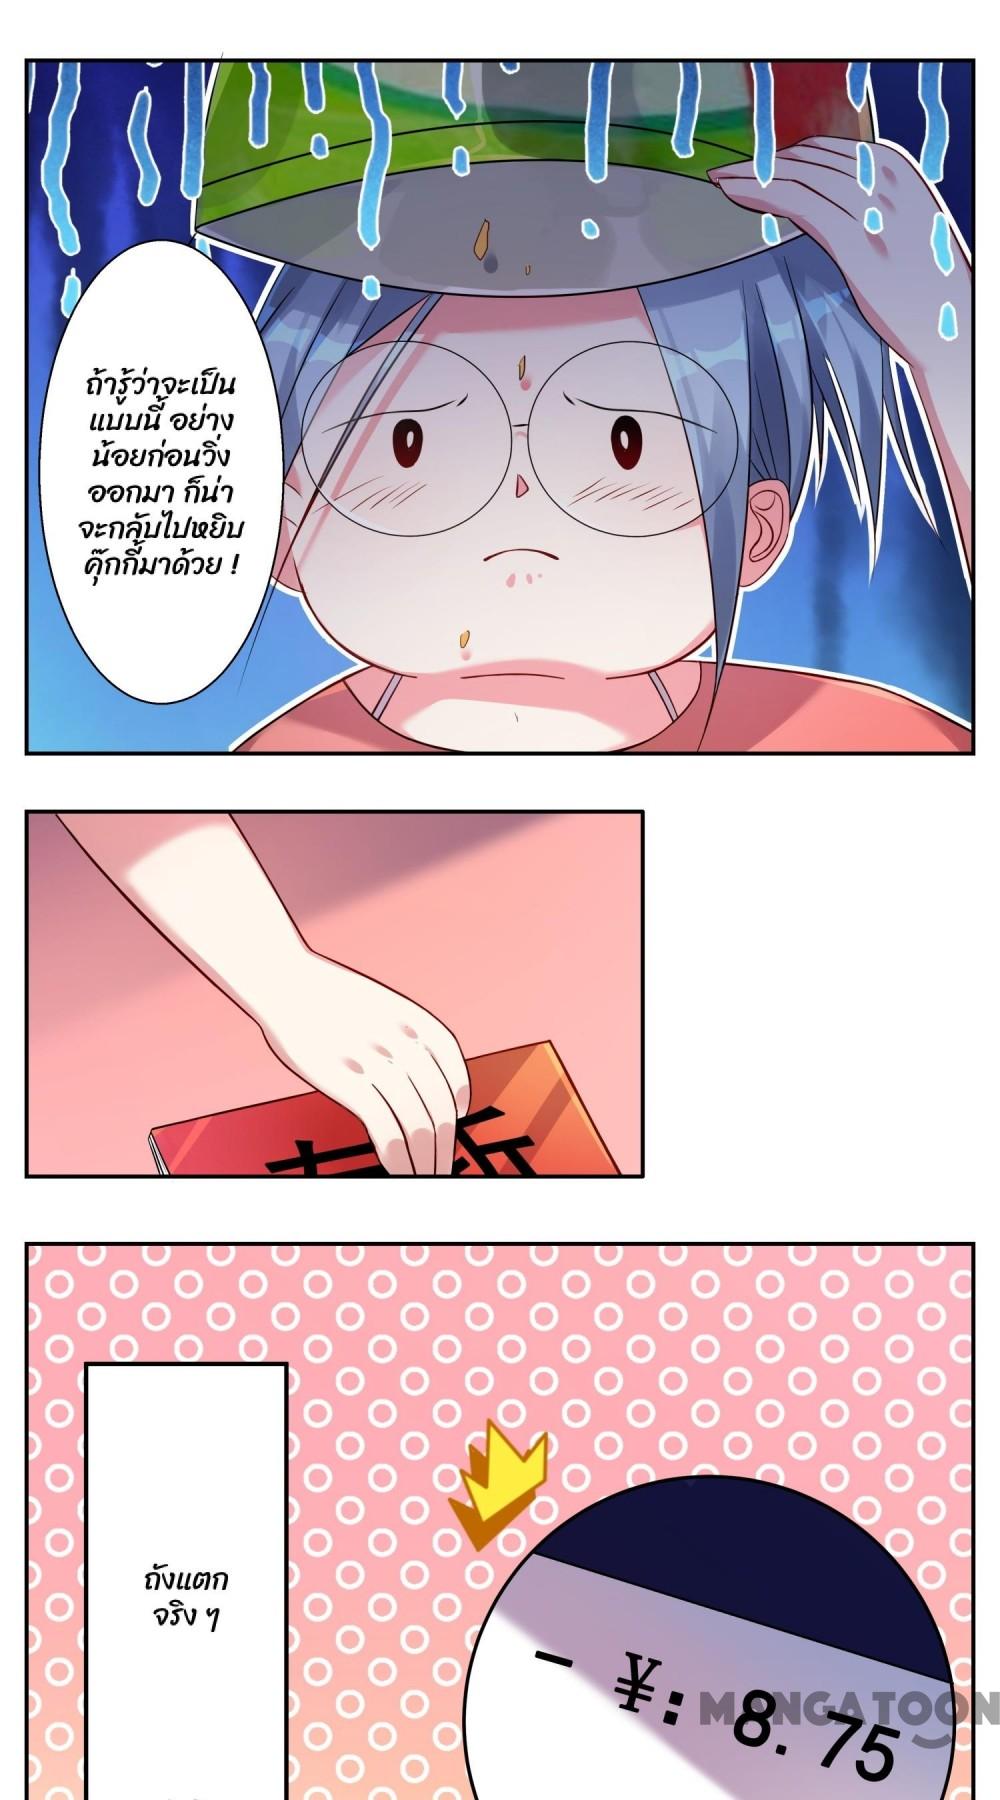 ถ้ารู้ว่าจะเป็น
แบบนี้ อย่าง
น้อยก่อนวิ่ง
ออกมา ก็น่า
จะกลับไปหยิบ
คุ๊กกี้มาด้วย !
ถังแตก
จริง ๆ
- ¥: 8.75
MANGATOON